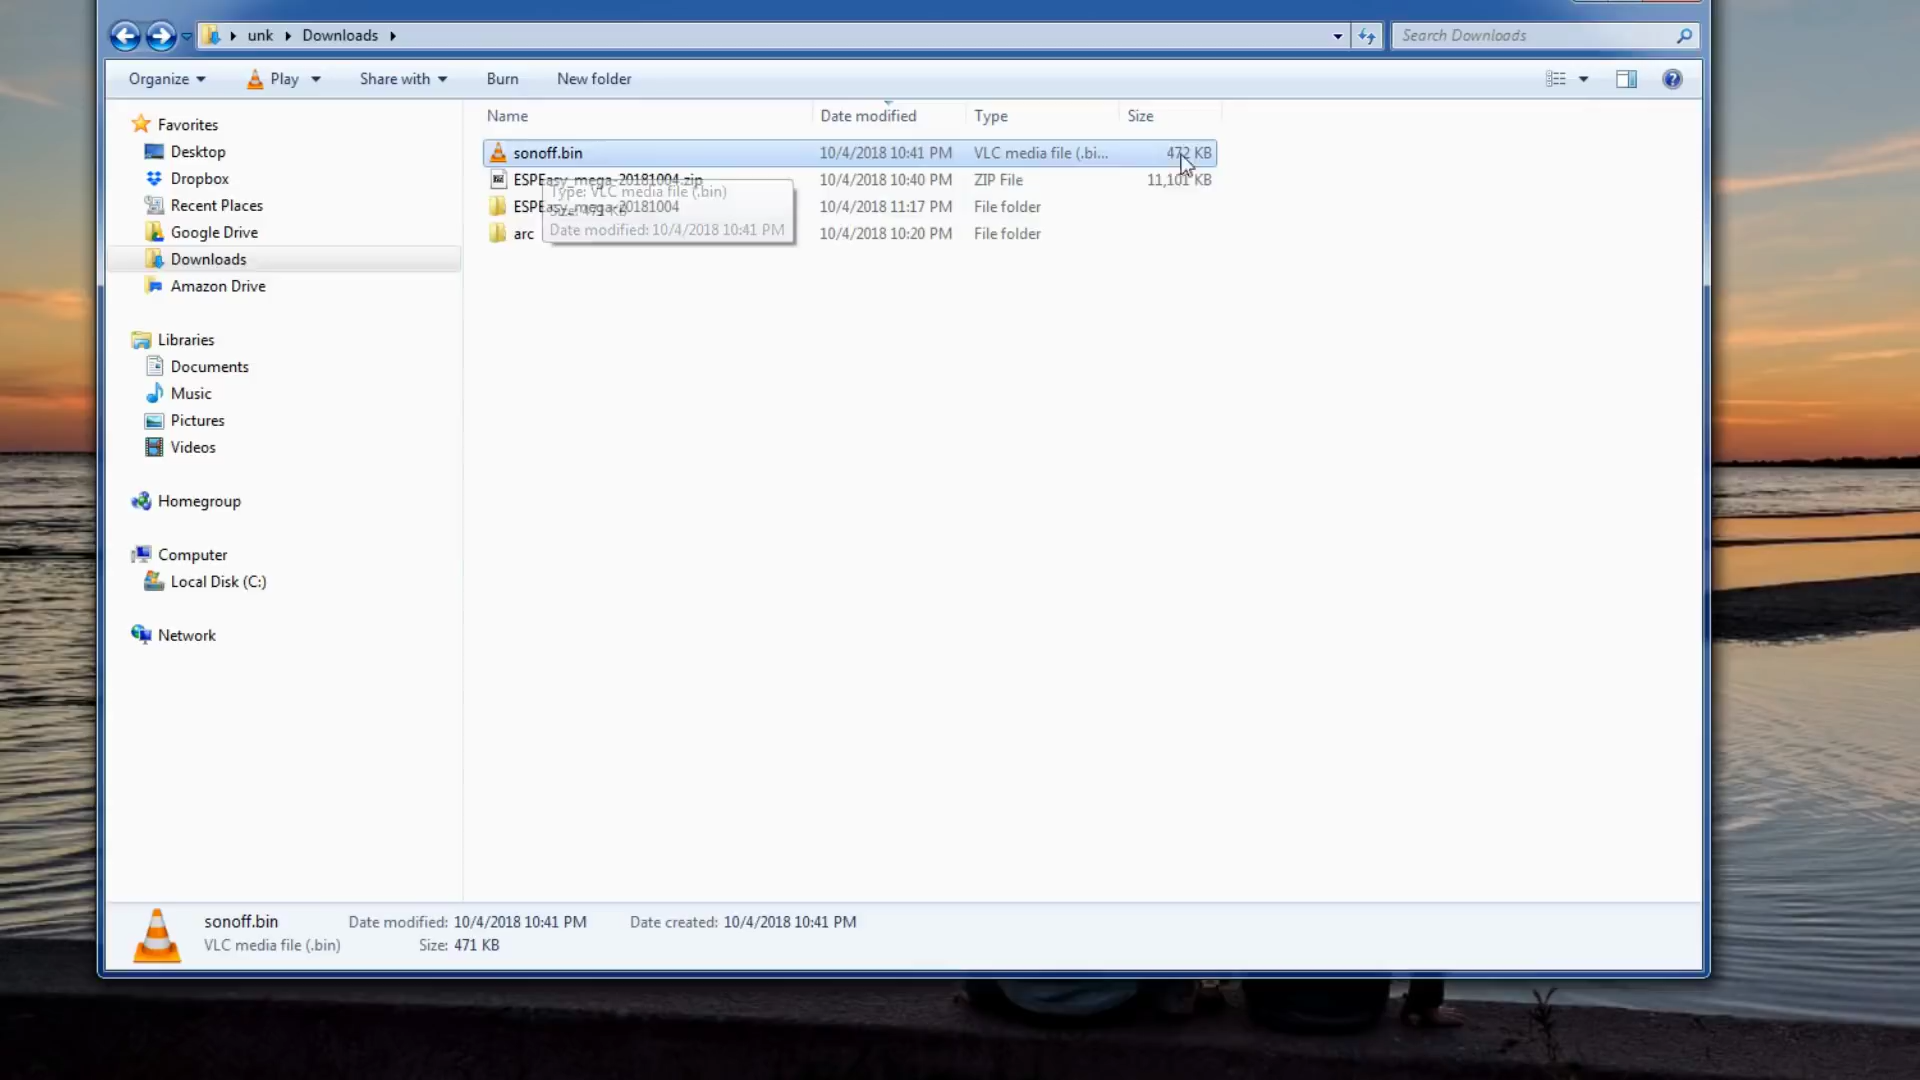 unk Downloads
Search Downloads
Organize Play Share with Burn New folder
Name Date modified Type Size
sonoff.bin 10/4/2018 10:41 PM VLC media file (.bi... 472 KB
ESPEasy_mega-20181004.zip 10/4/2018 10:40 PM ZIP File 11,101 KB
ESPEasy_mega-20181004 10/4/2018 11:17 PM File folder
arc 10/4/2018 10:20 PM File folder
Type: VLC media file (.bin)
Size: 471 KB
Date modified: 10/4/2018 10:41 PM
Favorites
Desktop
Dropbox
Recent Places
Google Drive
Downloads
Amazon Drive
Libraries
Documents
Music
Pictures
Videos
Homegroup
Computer
Local Disk (C:)
Network
sonoff.bin Date modified: 10/4/2018 10:41 PM Date created: 10/4/2018 10:41 PM
VLC media file (.bin) Size: 471 KB